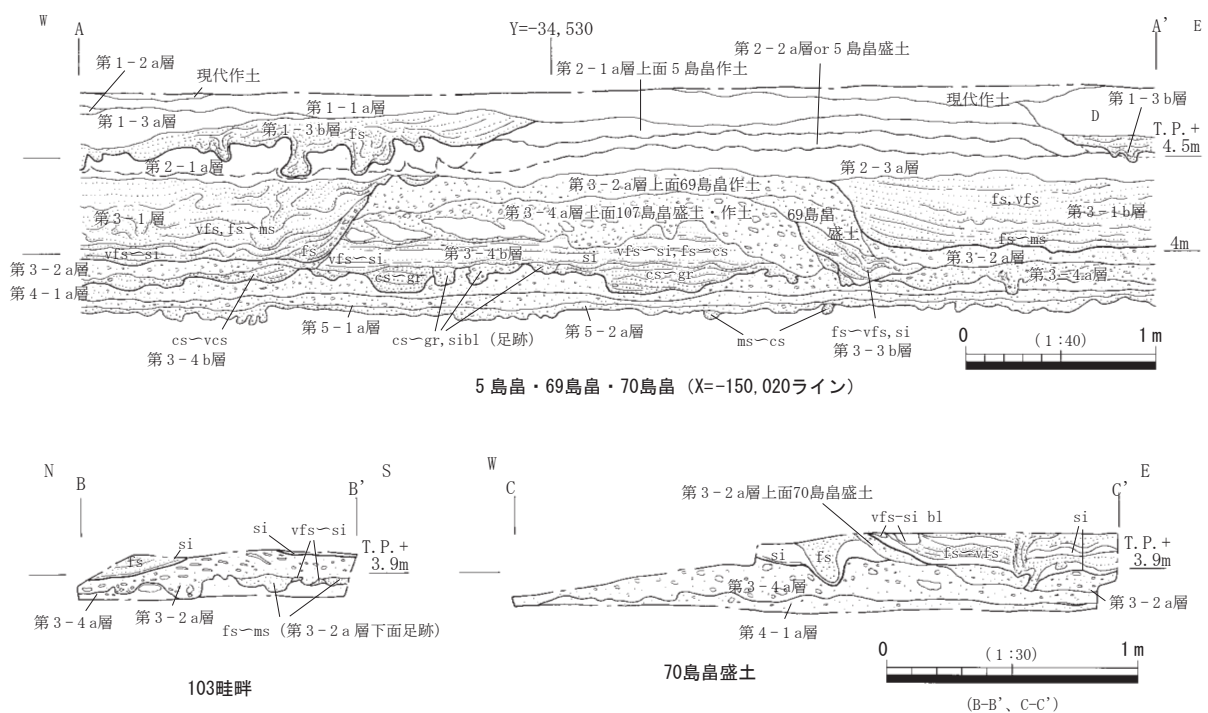 W
A
Y=-34,530
A'
E
第2-2a層or5島畠盛土
第2-1a層上面5島畠作土
第1-2a層
現代作土
現代作土
第1-3b層
第1-3a層
第1-1a層
第1-3b層
fs
D
T.P.+
4.5m
第2-1a層
第2-3a層
第3-2a層上面69島畠作土
第3-1層
vfs,fs〜ms
第3-4a層上面107島畠盛土・作土
69島畠
盛土
fs,vfs
第3-1b層
vfs〜si
fs
vfs〜si
第3-4b層
si
vfs〜si,fs〜cs
fs〜ms
4m
第3-2a層
第3-2a層
cs〜gr
cs〜gr
第3-4a層
第4-1a層
第5-1a層
第5-2a層
cs〜vcs
第3-4b層
cs〜gr,sibl (足跡)
ms〜cs
fs〜vfs,si
第3-3b層
0
(1:40)
1m
5島畠・69島畠・70島畠 (X=-150,020ライン)
N
B
B'
S
si
fs
si
vfs〜si
T.P.+
3.9m
第3-4a層
第3-2a層
fs〜ms (第3-2a層下面足跡)
103畦畔
W
C
C'
E
第3-2a層上面70島畠盛土
vfs-si bl
si
si
fs
fs〜vfs
T.P.+
3.9m
第3-4a層
第3-2a層
第4-1a層
70島畠盛土
0
(1:30)
1m
(B-B'、C-C')